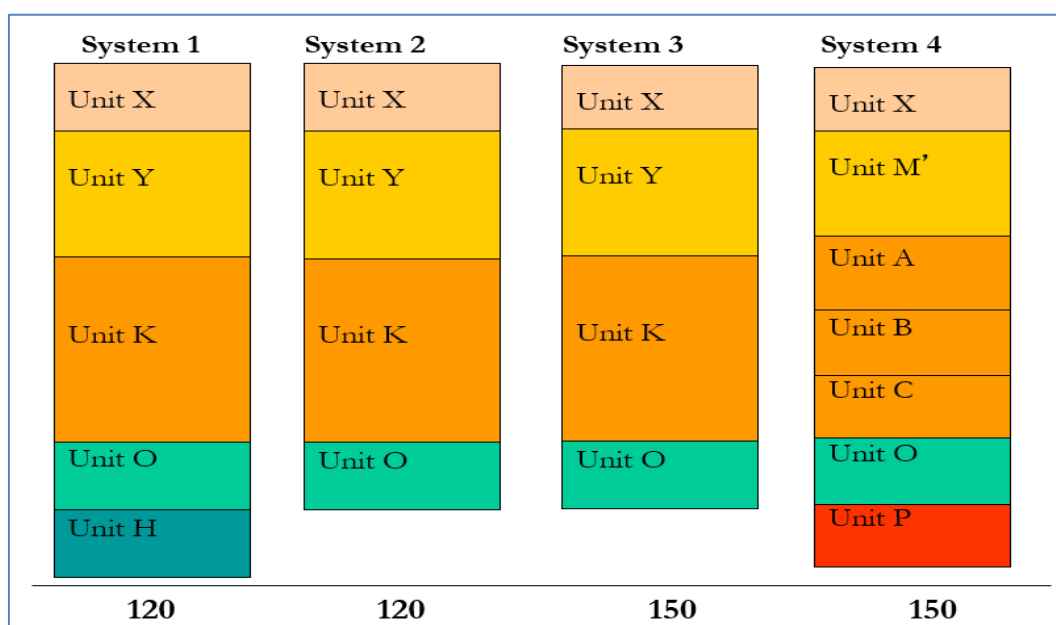 System 1
Unit X
Unit Y
Unit K
Unit O
Unit H
120
System 2
Unit X
Unit Y
Unit K
Unit O
120
System 3
Unit X
Unit Y
Unit K
Unit O
150
System 4
Unit X
Unit M’
Unit A
Unit B
Unit C
Unit O
Unit P
150